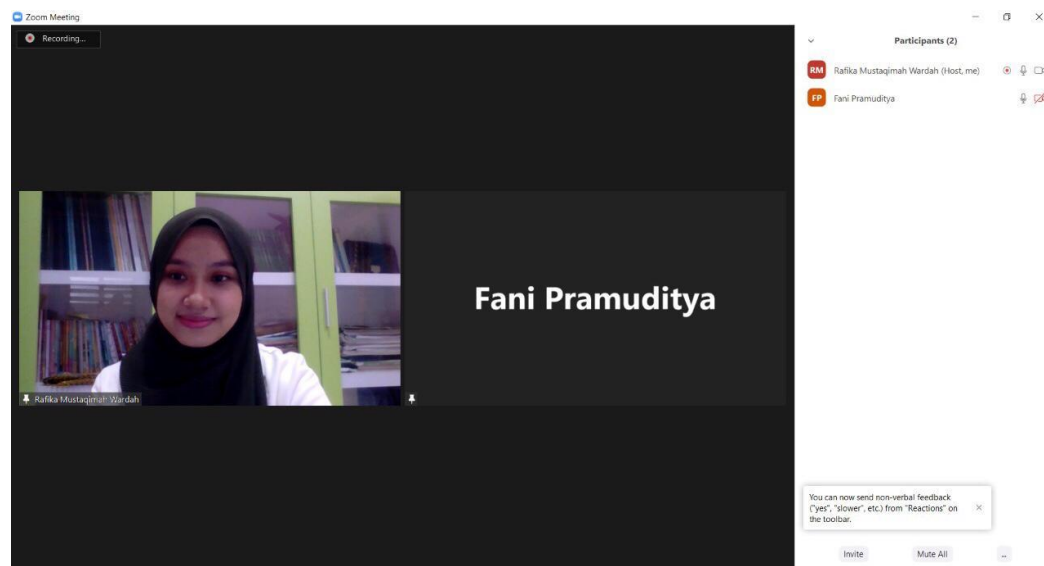 Zoom Meeting
Recording...
Participants (2)
RM Rafika Mustaqimah Wardah (Host, me)
FP Fani Pramuditya
Fani Pramuditya
Rafika Mustaqimah Wardah
You can now send non-verbal feedback
("yes", "slower", etc.) from "Reactions" on
the toolbar.
Invite Mute All ...